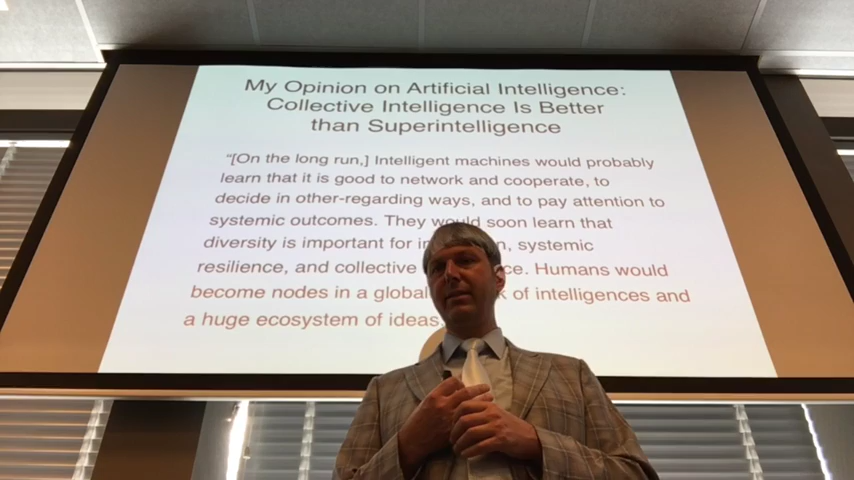 My Opinion on Artificial Intelligence:
Collective Intelligence Is Better
than Superintelligence
"[On the long run,] Intelligent machines would probably
learn that it is good to network and cooperate, to
decide in other-regarding ways, and to pay attention to
systemic outcomes. They would soon learn that
diversity is important for systemic
resilience, and collective Humans would
become nodes in a global of intelligences and
a huge ecosystem of ideas